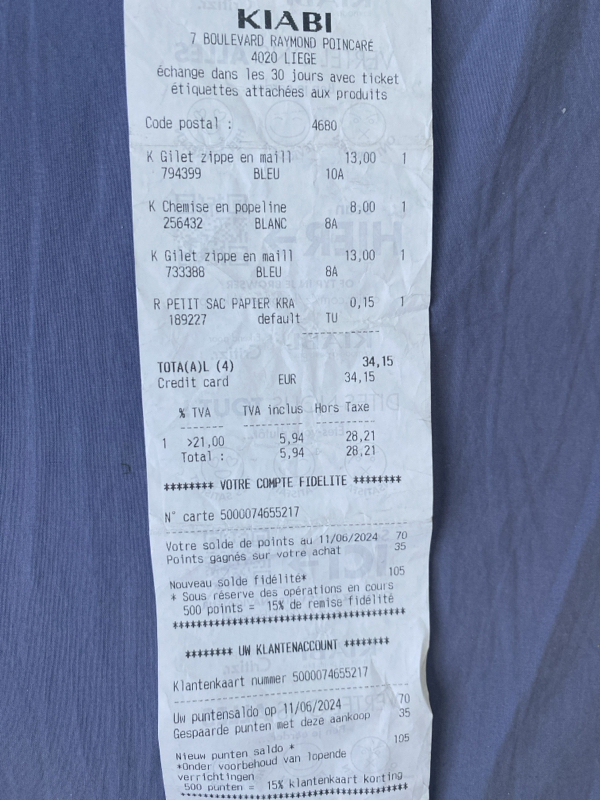 KIABI
7 BOULEVARD RAYMOND POINCARE
4020 LIEGE
échange dans les 30 jours avec ticket
étiquettes attachées aux produits
Code postal : 4680
K Gilet zippe en maill 13,00 1
794399 BLEU 10A
K Chemise en popeline 8,00 1
256432 BLANC 8A
K Gilet zippe en maill 13,00 1
733388 BLEU 8A
R PETIT SAC PAPIER KRA 0,15 1
189227 default TU
TOTA(A)L (4) 34,15
Credit card EUR 34,15
% TVA TVA inclus Hors Taxe
1 >21,00 5,94 28,21
Total : 5,94 28,21
******** VOTRE COMPTE FIDELITE ********
N° carte 5000074655217
Votre solde de points au 11/06/2024 70
Points gagnés sur votre achat 35
Nouveau solde fidélité* 105
* Sous réserve des opérations en cours
500 points = 15% de remise fidélité
****************************************
******** UW KLANTENACCOUNT ********
Klantenkaart nummer 5000074655217
Uw puntensaldo op 11/06/2024 70
Gespaarde punten met deze aankoop 35
Nieuw punten saldo * 105
*Onder voorbehoud van lopende
verrichtingen
500 punten = 15% klantenkaart korting
****************************************